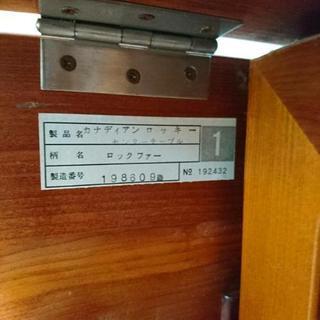 製品名 カナディアンロッキー
センターテーブル
1
柄名 ロックファー
製造番号 198609
№ 192432